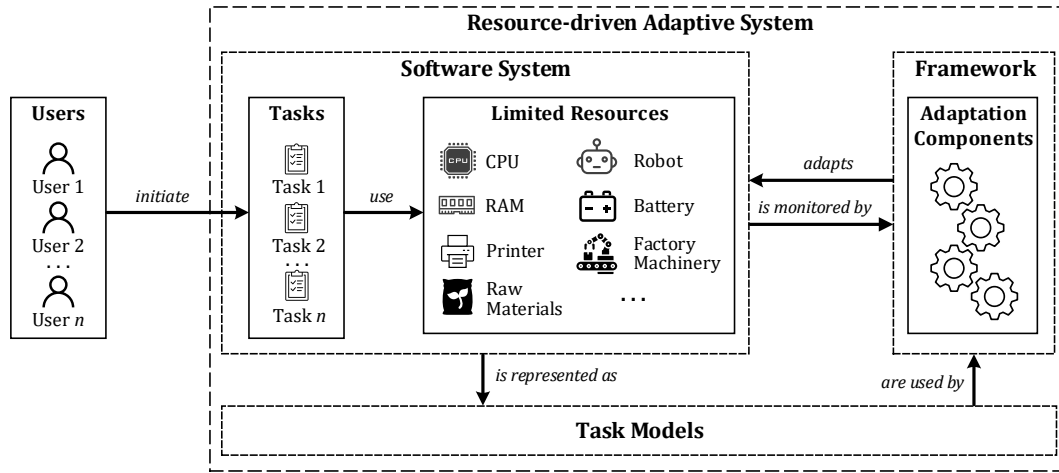 Resource-driven Adaptive System
Software System
Framework
Users
User 1
User 2
...
User n
initiate
Tasks
Task 1
Task 2
...
Task n
use
Limited Resources
CPU
CPU
Robot
RAM
Battery
Printer
Factory
Machinery
Raw
Materials
...
adapts
is monitored by
Adaptation
Components
is represented as
are used by
Task Models